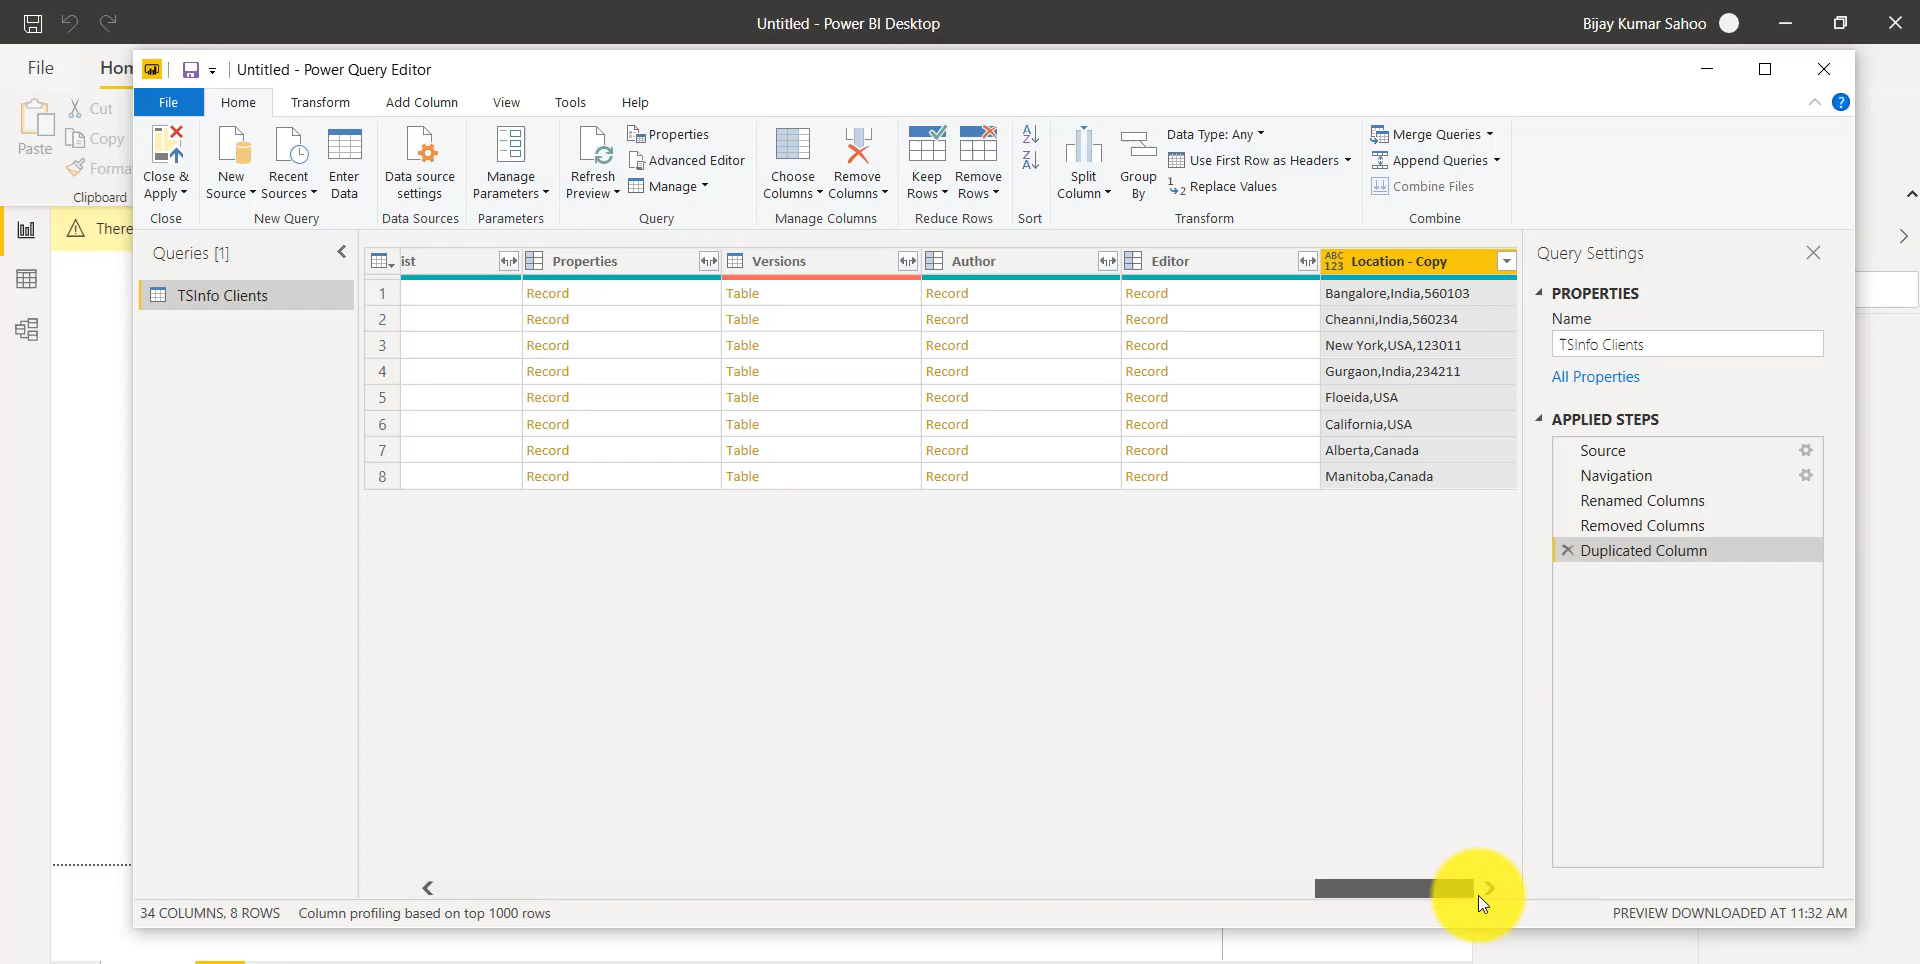 Untitled - Power BI Desktop
Bijay Kumar Sahoo
File
Hom
Paste
Cut
Copy
Forma
Clipboard
There
Untitled - Power Query Editor
File
Home
Transform
Add Column
View
Tools
Help
Close &
Apply
Close
New
Source
Recent
Sources
Enter
Data
New Query
Data source
settings
Data Sources
Manage
Parameters
Parameters
Refresh
Preview
Properties
Advanced Editor
Manage
Query
Choose
Columns
Remove
Columns
Manage Columns
Keep
Rows
Remove
Rows
Reduce Rows
Sort
Split
Column
Group
By
Data Type: Any
Use First Row as Headers
Replace Values
Transform
Merge Queries
Append Queries
Combine Files
Combine
Queries [1]
TSInfo Clients
ist Properties Versions Author Editor ABC 123 Location - Copy
1 Record Table Record Record Bangalore,India,560103
2 Record Table Record Record Cheanni,India,560234
3 Record Table Record Record New York,USA,123011
4 Record Table Record Record Gurgaon,India,234211
5 Record Table Record Record Floeida,USA
6 Record Table Record Record California,USA
7 Record Table Record Record Alberta,Canada
8 Record Table Record Record Manitoba,Canada
Query Settings
PROPERTIES
Name
TSInfo Clients
All Properties
APPLIED STEPS
Source
Navigation
Renamed Columns
Removed Columns
Duplicated Column
34 COLUMNS, 8 ROWS Column profiling based on top 1000 rows
PREVIEW DOWNLOADED AT 11:32 AM